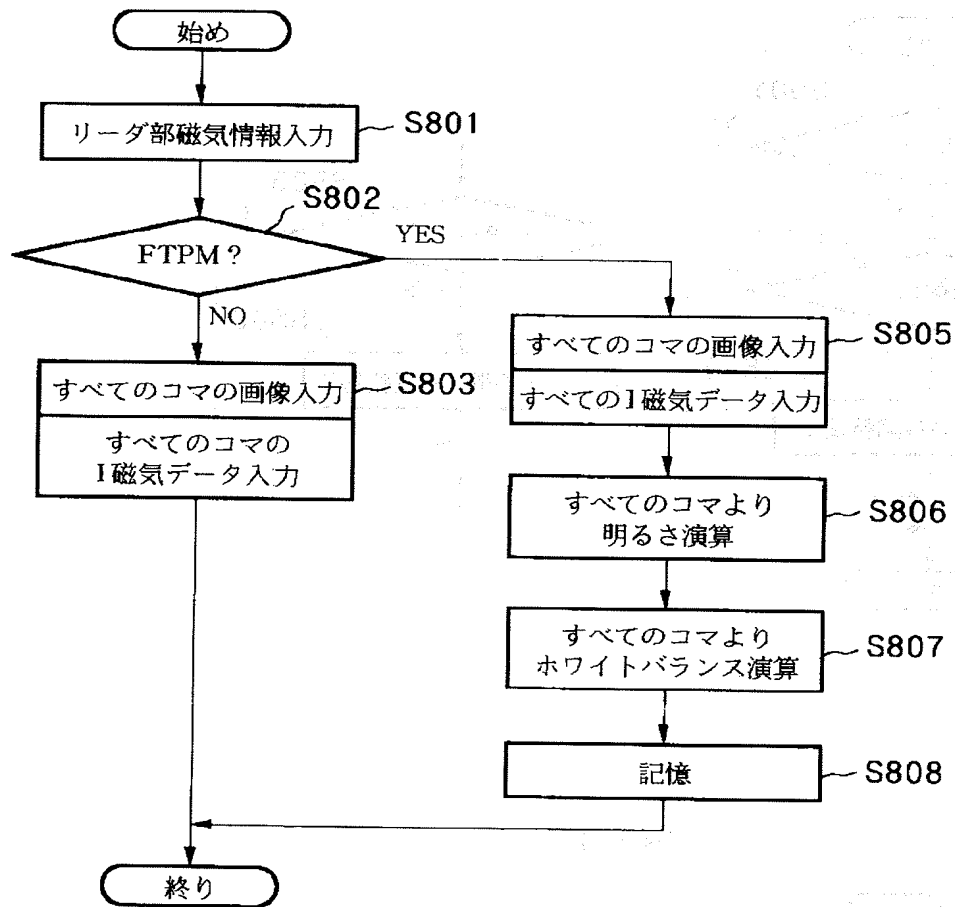 始め
リーダ部磁気情報入力
S801
S802
FTPM?
YES
NO
すべてのコマの画像入力
S803
すべてのコマの
I磁気データ入力
すべてのコマの画像入力
S805
すべてのI磁気データ入力
すべてのコマより
明るさ演算
S806
すべてのコマより
ホワイトバランス演算
S807
記憶
S808
終り